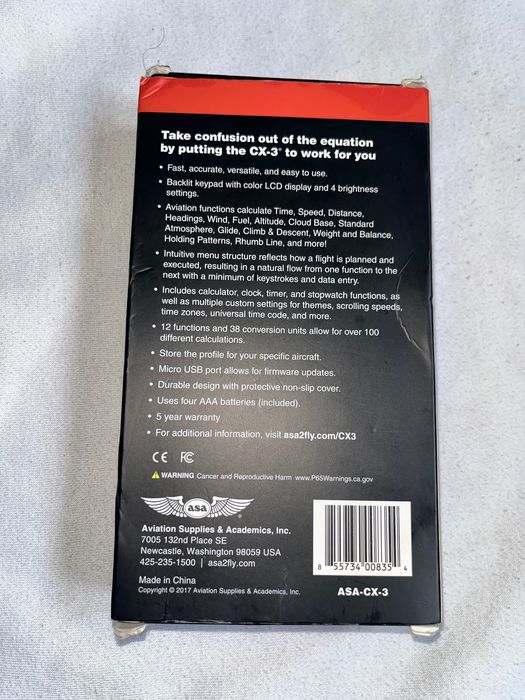 Take confusion out of the equation
by putting the CX-3® to work for you
• Fast, accurate, versatile, and easy to use.
• Backlit keypad with color LCD display and 4 brightness
settings.
• Aviation functions calculate Time, Speed, Distance,
Headings, Wind, Fuel, Altitude, Cloud Base, Standard
Atmosphere, Glide, Climb & Descent, Weight and Balance,
Holding Patterns, Rhumb Line, and more!
• Intuitive menu structure reflects how a flight is planned and
executed, resulting in a natural flow from one function to the
next with a minimum of keystrokes and data entry.
• Includes calculator, clock, timer, and stopwatch functions, as
well as multiple custom settings for themes, scrolling speeds,
time zones, universal time code, and more.
• 12 functions and 38 conversion units allow for over 100
different calculations.
• Store the profile for your specific aircraft.
• Micro USB port allows for firmware updates.
• Durable design with protective non-slip cover.
• Uses four AAA batteries (included).
• 5 year warranty
• For additional information, visit asa2fly.com/CX3
CE FC
⚠ WARNING Cancer and Reproductive Harm www.P65Warnings.ca.gov
asa
Aviation Supplies & Academics, Inc.
7005 132nd Place SE
Newcastle, Washington 98059 USA
425-235-1500 | asa2fly.com
Made in China
Copyright © 2017 Aviation Supplies & Academics, Inc.
8 55734 00835 4
ASA-CX-3